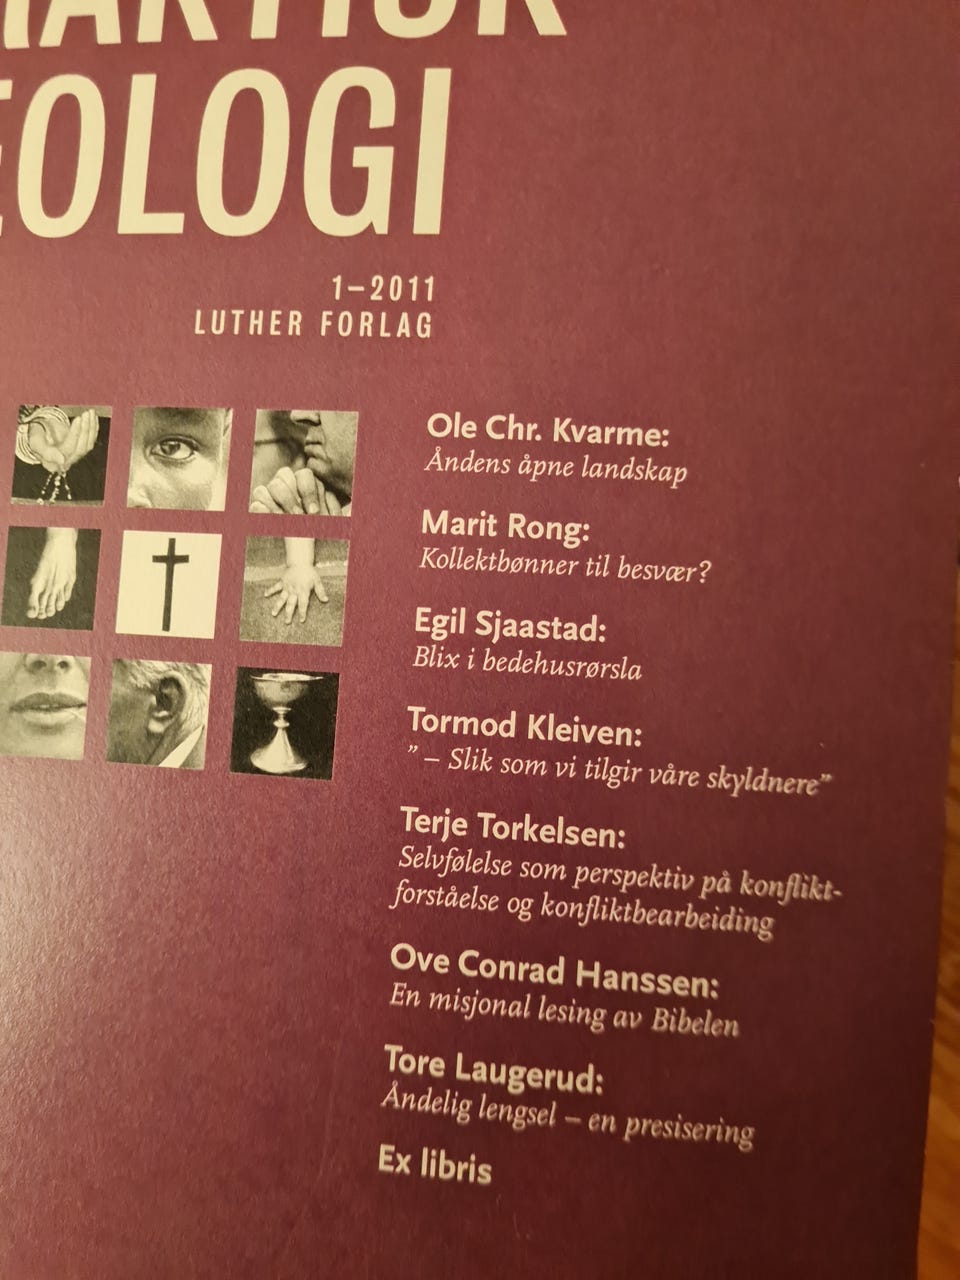 EOLOGI
1–2011
LUTHER FORLAG
Ole Chr. Kvarme:
Åndens åpne landskap
Marit Rong:
Kollektbønner til besvær?
Egil Sjaastad:
Blix i bedehusrørsla
Tormod Kleiven:
” – Slik som vi tilgir våre skyldnere”
Terje Torkelsen:
Selvfølelse som perspektiv på konflikt-
forståelse og konfliktbearbeiding
Ove Conrad Hanssen:
En misjonal lesing av Bibelen
Tore Laugerud:
Åndelig lengsel – en presisering
Ex libris